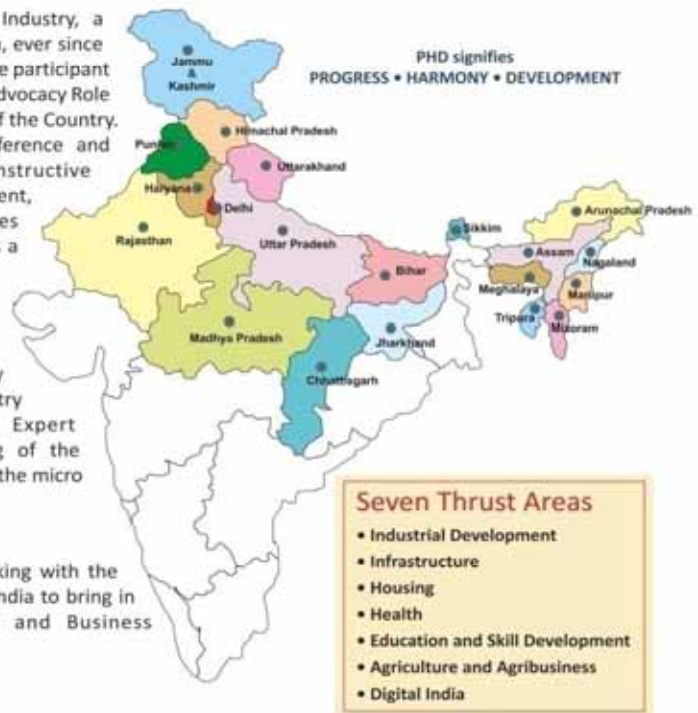 Industry, a
, ever since
e participant
dvocacy Role
f the Country.
ference and
nstructive
ent,
es
s a
y
try
Expert
g of the
the micro
king with the
ndia to bring in
and Business
PHD signifies
PROGRESS • HARMONY • DEVELOPMENT
Jammu
&
Kashmir
Himachal Pradesh
Punjab
Uttarakhand
Haryana
Delhi
Rajasthan
Uttar Pradesh
Bihar
Sikkim
Arunachal Pradesh
Assam
Nagaland
Meghalaya
Manipur
Tripura
Mizoram
Madhya Pradesh
Jharkhand
Chhattisgarh
Seven Thrust Areas
• Industrial Development
• Infrastructure
• Housing
• Health
• Education and Skill Development
• Agriculture and Agribusiness
• Digital India